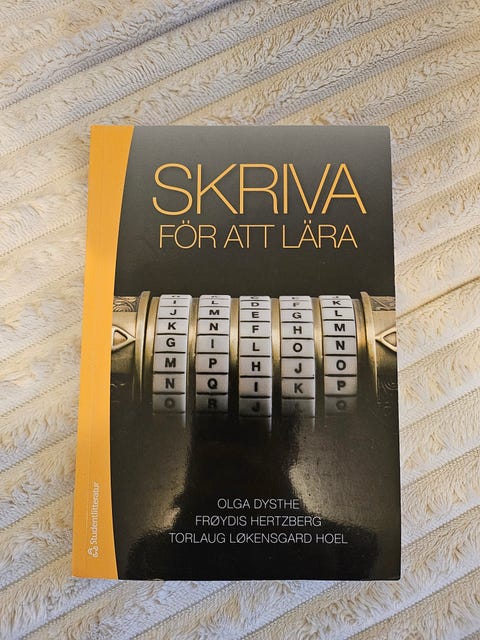 SKRIVA
FÖR ATT LÄRA
I L D F K
J M E G L
K N F H M
G I L O N
M P H J O
N Q I K P
O R J Q
OLGA DYSTHE
FRØYDIS HERTZBERG
TORLAUG LØKENSGARD HOEL
Studentlitteratur